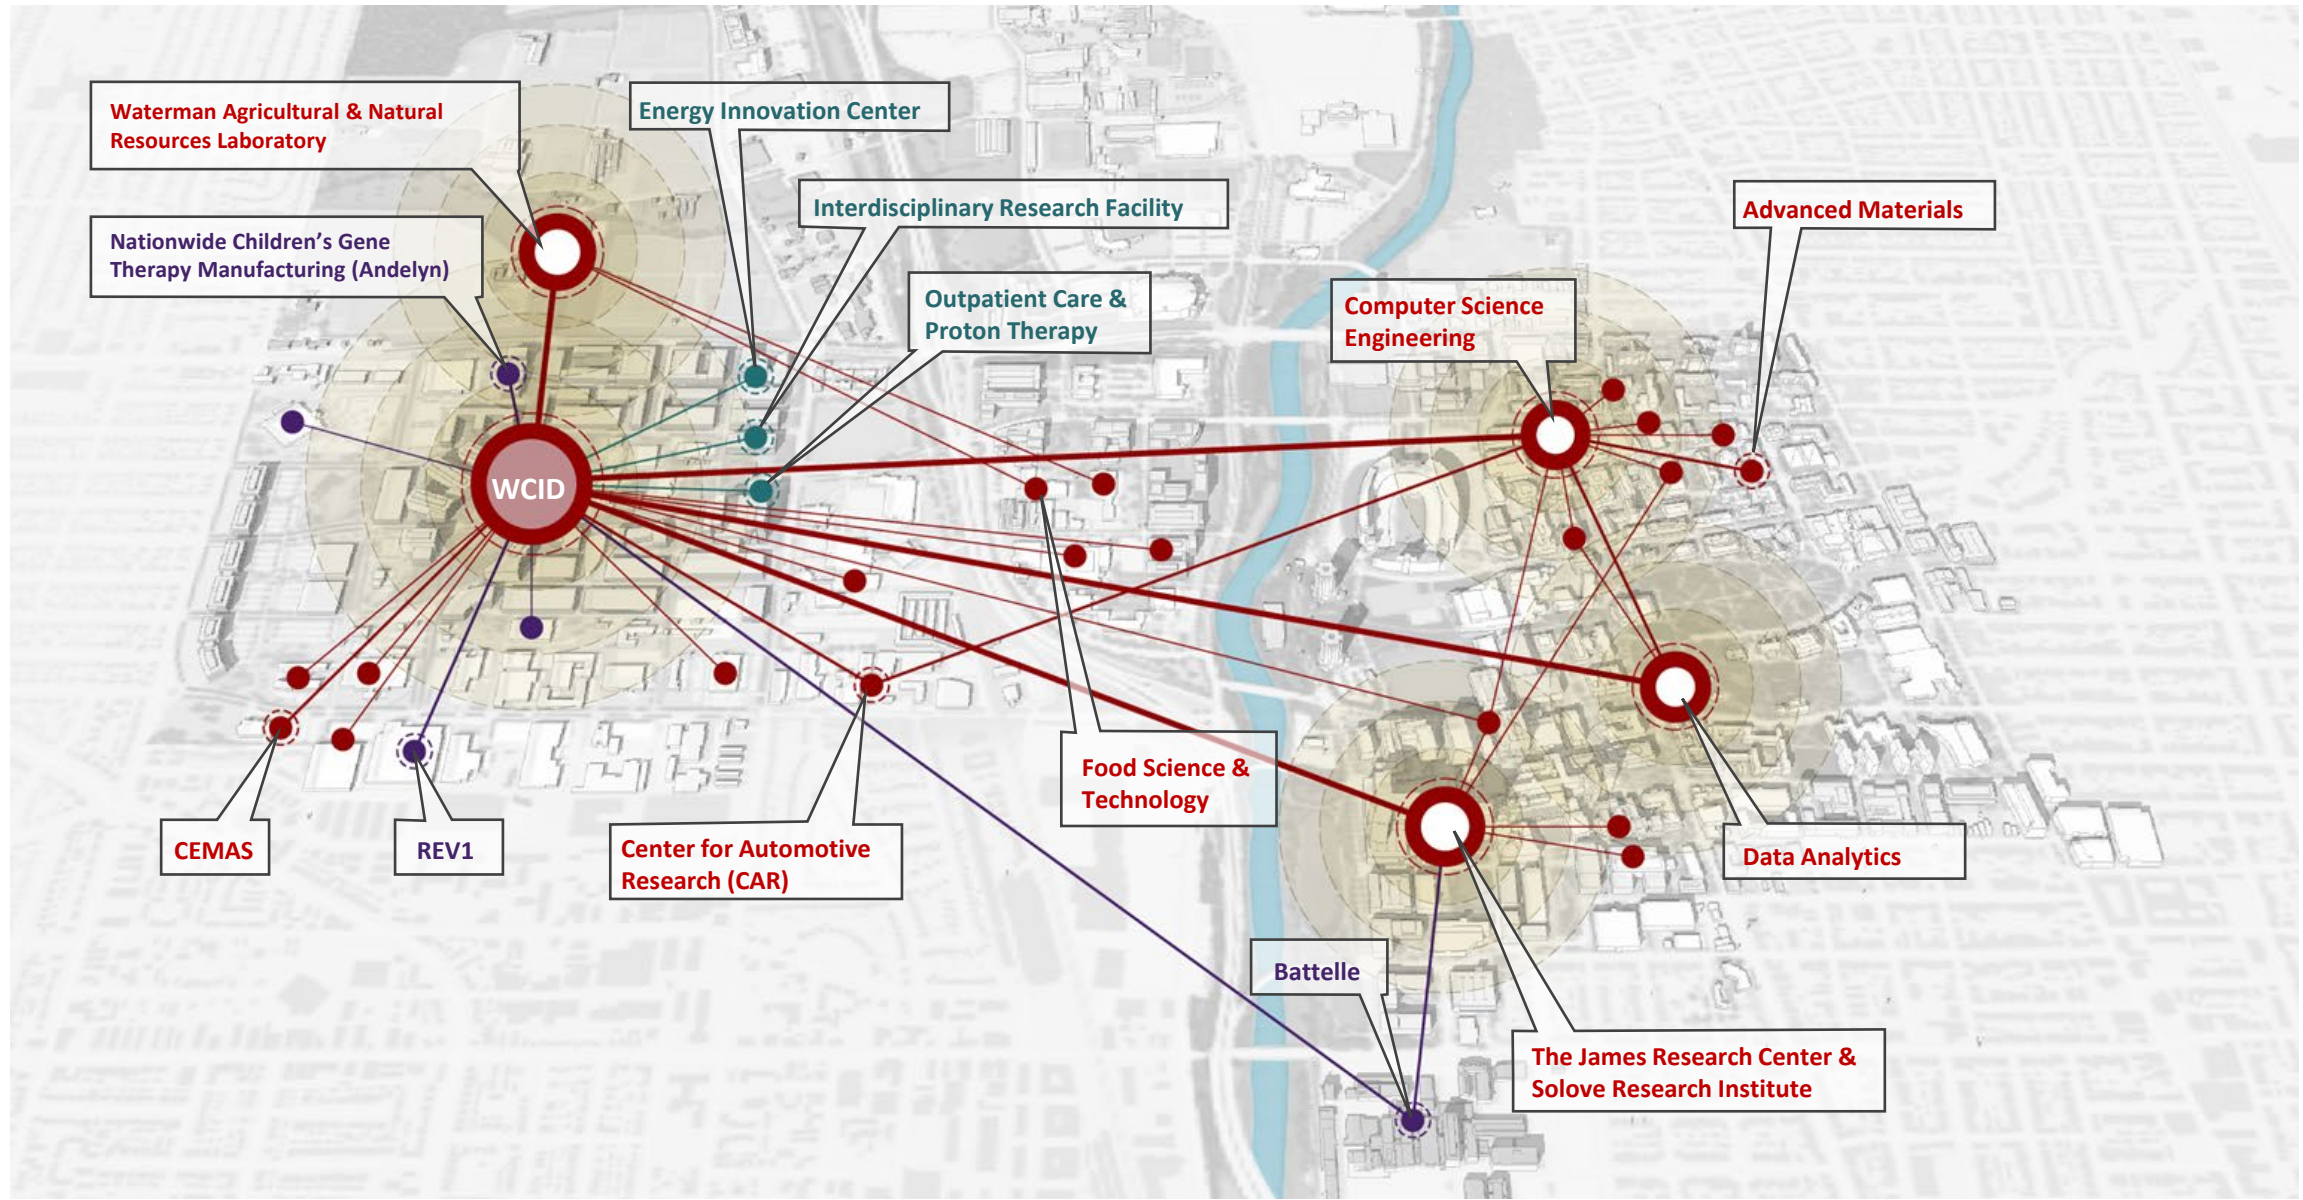 Waterman Agricultural & Natural
Resources Laboratory
Energy Innovation Center
Interdisciplinary Research Facility
Advanced Materials
Nationwide Children’s Gene
Therapy Manufacturing (Andelyn)
Outpatient Care &
Proton Therapy
Computer Science
Engineering
WCID
Food Science &
Technology
CEMAS
REV1
Center for Automotive
Research (CAR)
Data Analytics
Battelle
The James Research Center &
Solove Research Institute